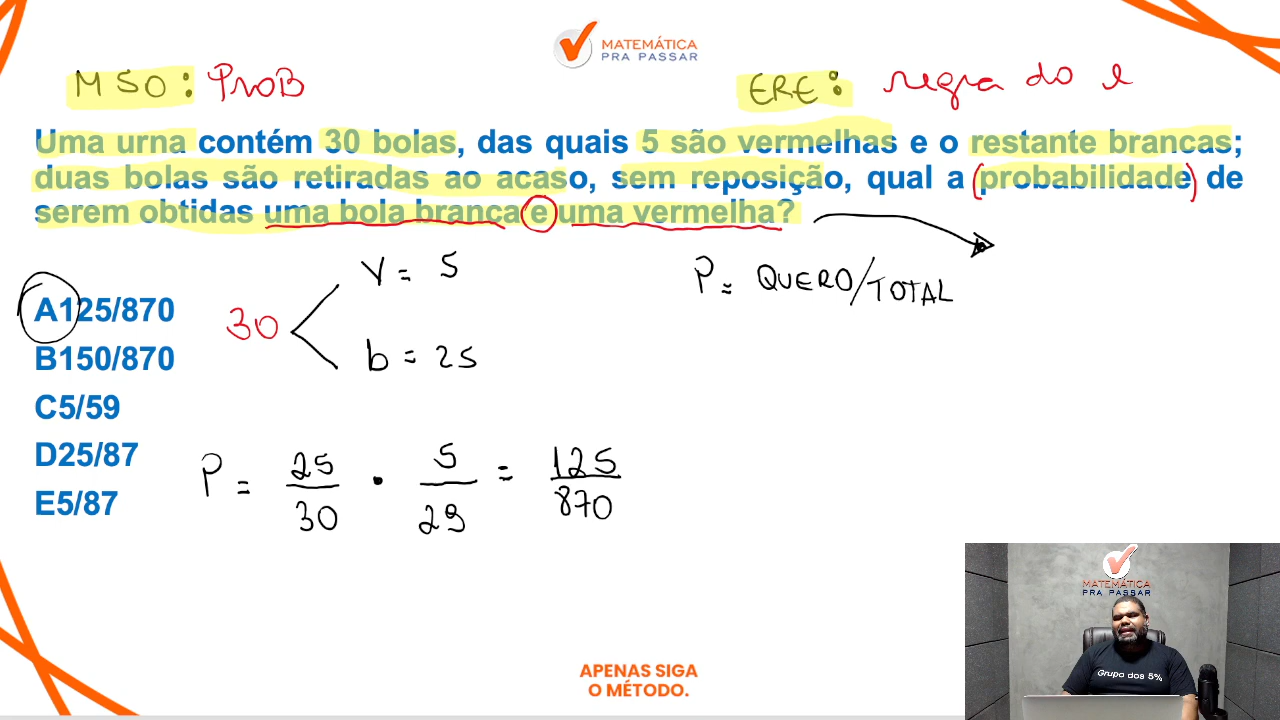 MATEMÁTICA
PRA PASSAR
MSO: PROB
ERE: regra do e
Uma urna contém 30 bolas, das quais 5 são vermelhas e o restante brancas;
duas bolas são retiradas ao acaso, sem reposição, qual a (probabilidade) de
serem obtidas uma bola branca e uma vermelha?
V = 5
P = QUERO/TOTAL
A125/870
30
B150/870
b = 25
C5/59
D25/87
P = 25/30 . 5/29 = 125/870
E5/87
MATEMÁTICA
PRA PASSAR
Grupo dos 5%
APENAS SIGA
O MÉTODO.